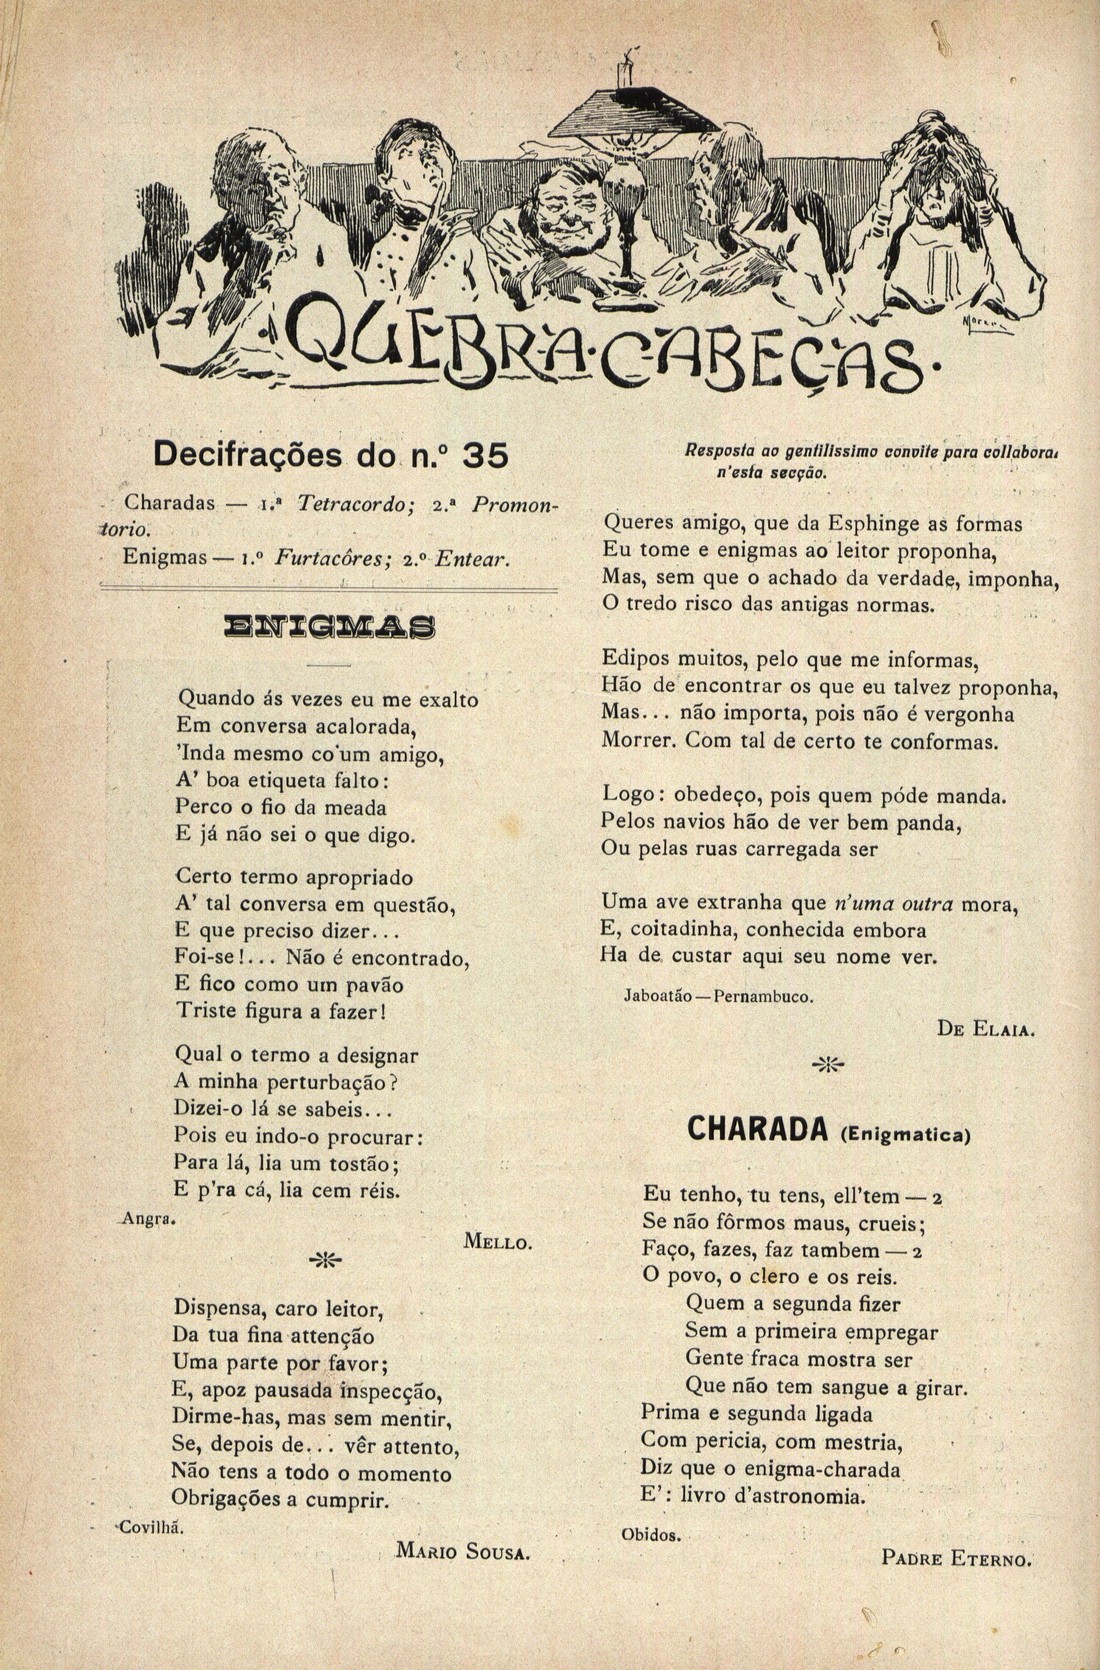 QUEBRA-CABEÇAS.
Decifrações do n.º 35
Charadas — 1.ª Tetracordo; 2.ª Promon-
torio.
Enigmas — 1.º Furtacôres; 2.º Entear.
ENIGMAS
Quando ás vezes eu me exalto
Em conversa acalorada,
'Inda mesmo co'um amigo,
A' boa etiqueta falto:
Perco o fio da meada
E já não sei o que digo.
Certo termo apropriado
A' tal conversa em questão,
E que preciso dizer...
Foi-se!... Não é encontrado,
E fico como um pavão
Triste figura a fazer!
Qual o termo a designar
A minha perturbação?
Dizei-o lá se sabeis...
Pois eu indo-o procurar:
Para lá, lia um tostão;
E p'ra cá, lia cem réis.
Angra.
MELLO.
Dispensa, caro leitor,
Da tua fina attenção
Uma parte por favor;
E, apoz pausada inspecção,
Dirme-has, mas sem mentir,
Se, depois de... vêr attento,
Não tens a todo o momento
Obrigações a cumprir.
Covilhã.
MARIO SOUSA.
Resposta ao gentilissimo convite para collabora
n'esta secção.
Queres amigo, que da Esphinge as formas
Eu tome e enigmas ao leitor proponha,
Mas, sem que o achado da verdade, imponha,
O tredo risco das antigas normas.
Edipos muitos, pelo que me informas,
Hão de encontrar os que eu talvez proponha,
Mas... não importa, pois não é vergonha
Morrer. Com tal de certo te conformas.
Logo: obedeço, pois quem póde manda.
Pelos navios hão de ver bem panda,
Ou pelas ruas carregada ser
Uma ave extranha que n'uma outra mora,
E, coitadinha, conhecida embora
Ha de custar aqui seu nome ver.
Jaboatão — Pernambuco.
DE ELAIA.
CHARADA (Enigmatica)
Eu tenho, tu tens, ell'tem — 2
Se não fôrmos maus, crueis;
Faço, fazes, faz tambem — 2
O povo, o clero e os reis.
Quem a segunda fizer
Sem a primeira empregar
Gente fraca mostra ser
Que não tem sangue a girar.
Prima e segunda ligada
Com pericia, com mestria,
Diz que o enigma-charada
E': livro d'astronomia.
Obidos.
PADRE ETERNO.